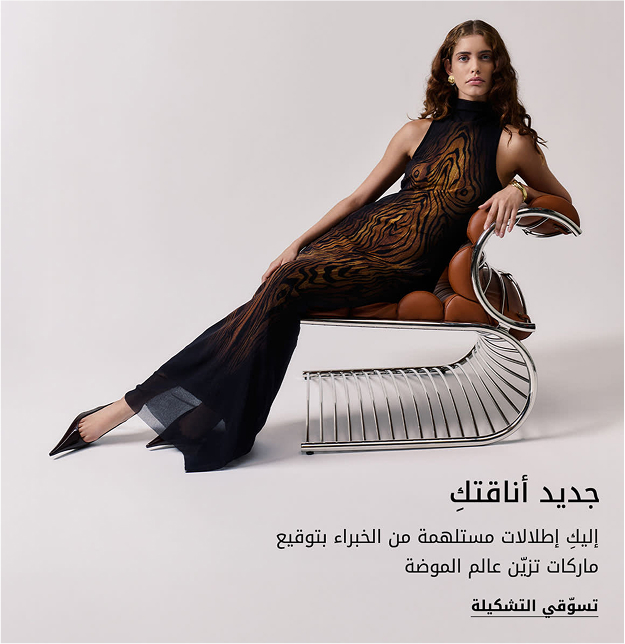 جديد أناقتكِ
إليكِ إطلالات مستلهمة من الخبراء بتوقيع
ماركات تزيّن عالم الموضة
تسوّقي التشكيلة